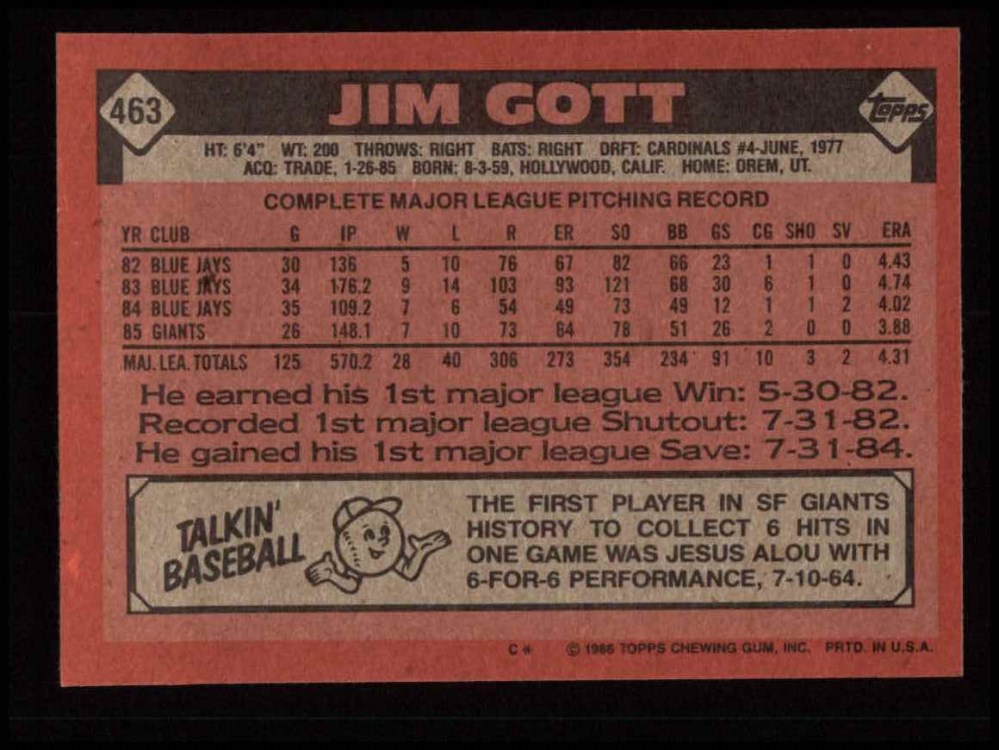 463
JIM GOTT
Topps
HT: 6'4" WT: 200 THROWS: RIGHT BATS: RIGHT DRFT: CARDINALS #4-JUNE, 1977
ACQ: TRADE, 1-26-85 BORN: 8-3-59, HOLLYWOOD, CALIF. HOME: OREM, UT.
COMPLETE MAJOR LEAGUE PITCHING RECORD
YR CLUB G IP W L R ER SO BB GS CG SHO SV ERA
82 BLUE JAYS 30 136 5 10 76 67 82 66 23 1 1 0 4.43
83 BLUE JAYS 34 176.2 9 14 103 93 121 68 30 6 1 0 4.74
84 BLUE JAYS 35 109.2 7 6 54 49 73 49 12 1 1 2 4.02
85 GIANTS 26 148.1 7 10 73 64 78 51 26 2 0 0 3.88
MAJ. LEA. TOTALS 125 570.2 28 40 306 273 354 234 91 10 3 2 4.31
He earned his 1st major league Win: 5-30-82.
Recorded 1st major league Shutout: 7-31-82.
He gained his 1st major league Save: 7-31-84.
TALKIN'
BASEBALL
THE FIRST PLAYER IN SF GIANTS
HISTORY TO COLLECT 6 HITS IN
ONE GAME WAS JESUS ALOU WITH
6-FOR-6 PERFORMANCE, 7-10-64.
C* © 1986 TOPPS CHEWING GUM, INC. PRTD. IN U.S.A.